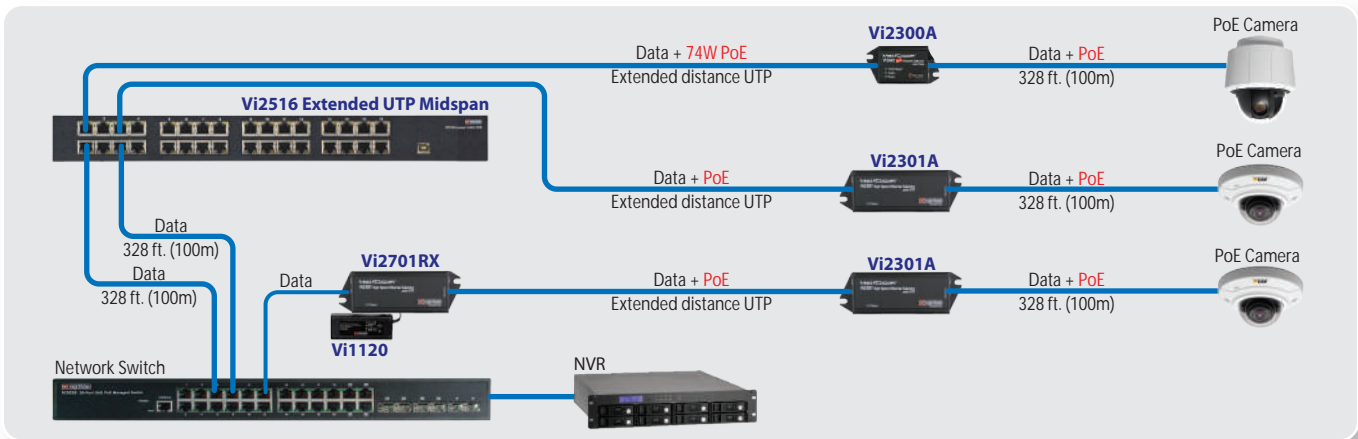 PoE Camera
Vi2300A
Data + 74W PoE
Extended distance UTP
Data + PoE
328 ft. (100m)
Vi2516 Extended UTP Midspan
PoE Camera
Vi2301A
Data + PoE
Extended distance UTP
Data + PoE
328 ft. (100m)
Data
328 ft. (100m)
Data
328 ft. (100m)
PoE Camera
Vi2701RX
Data
Vi2301A
Data + PoE
Extended distance UTP
Data + PoE
328 ft. (100m)
Vi1120
Network Switch
NVR